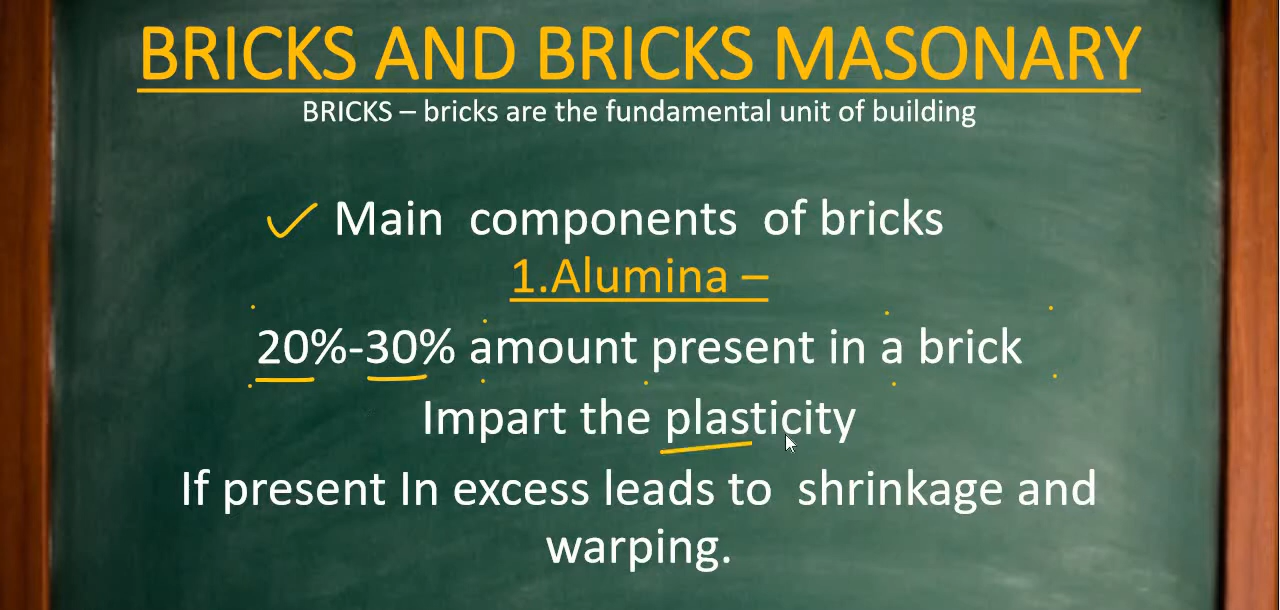 BRICKS AND BRICKS MASONARY
BRICKS – bricks are the fundamental unit of building
Main components of bricks
1.Alumina –
20%-30% amount present in a brick
Impart the plasticity
If present In excess leads to shrinkage and
warping.